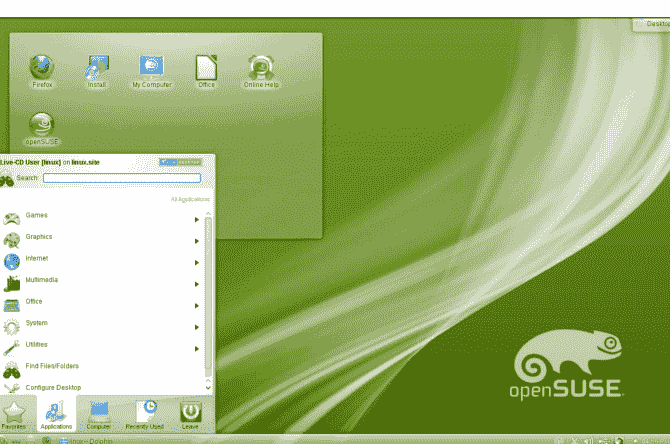 Desktop
Firefox
Install
My Computer
Office
Online Help
openSUSE
Live-CD User [linux] on linux.site
Search:
All Applications
Games
Graphics
Internet
Multimedia
Office
System
Utilities
Find Files/Folders
Configure Desktop
Favorites
Applications
Computer
Recently Used
Leave
openSUSE
Dolphin